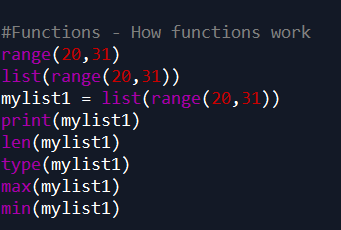 #Functions - How functions work
range(20,31)
list(range(20,31))
mylist1 = list(range(20,31))
print(mylist1)
len(mylist1)
type(mylist1)
max(mylist1)
min(mylist1)